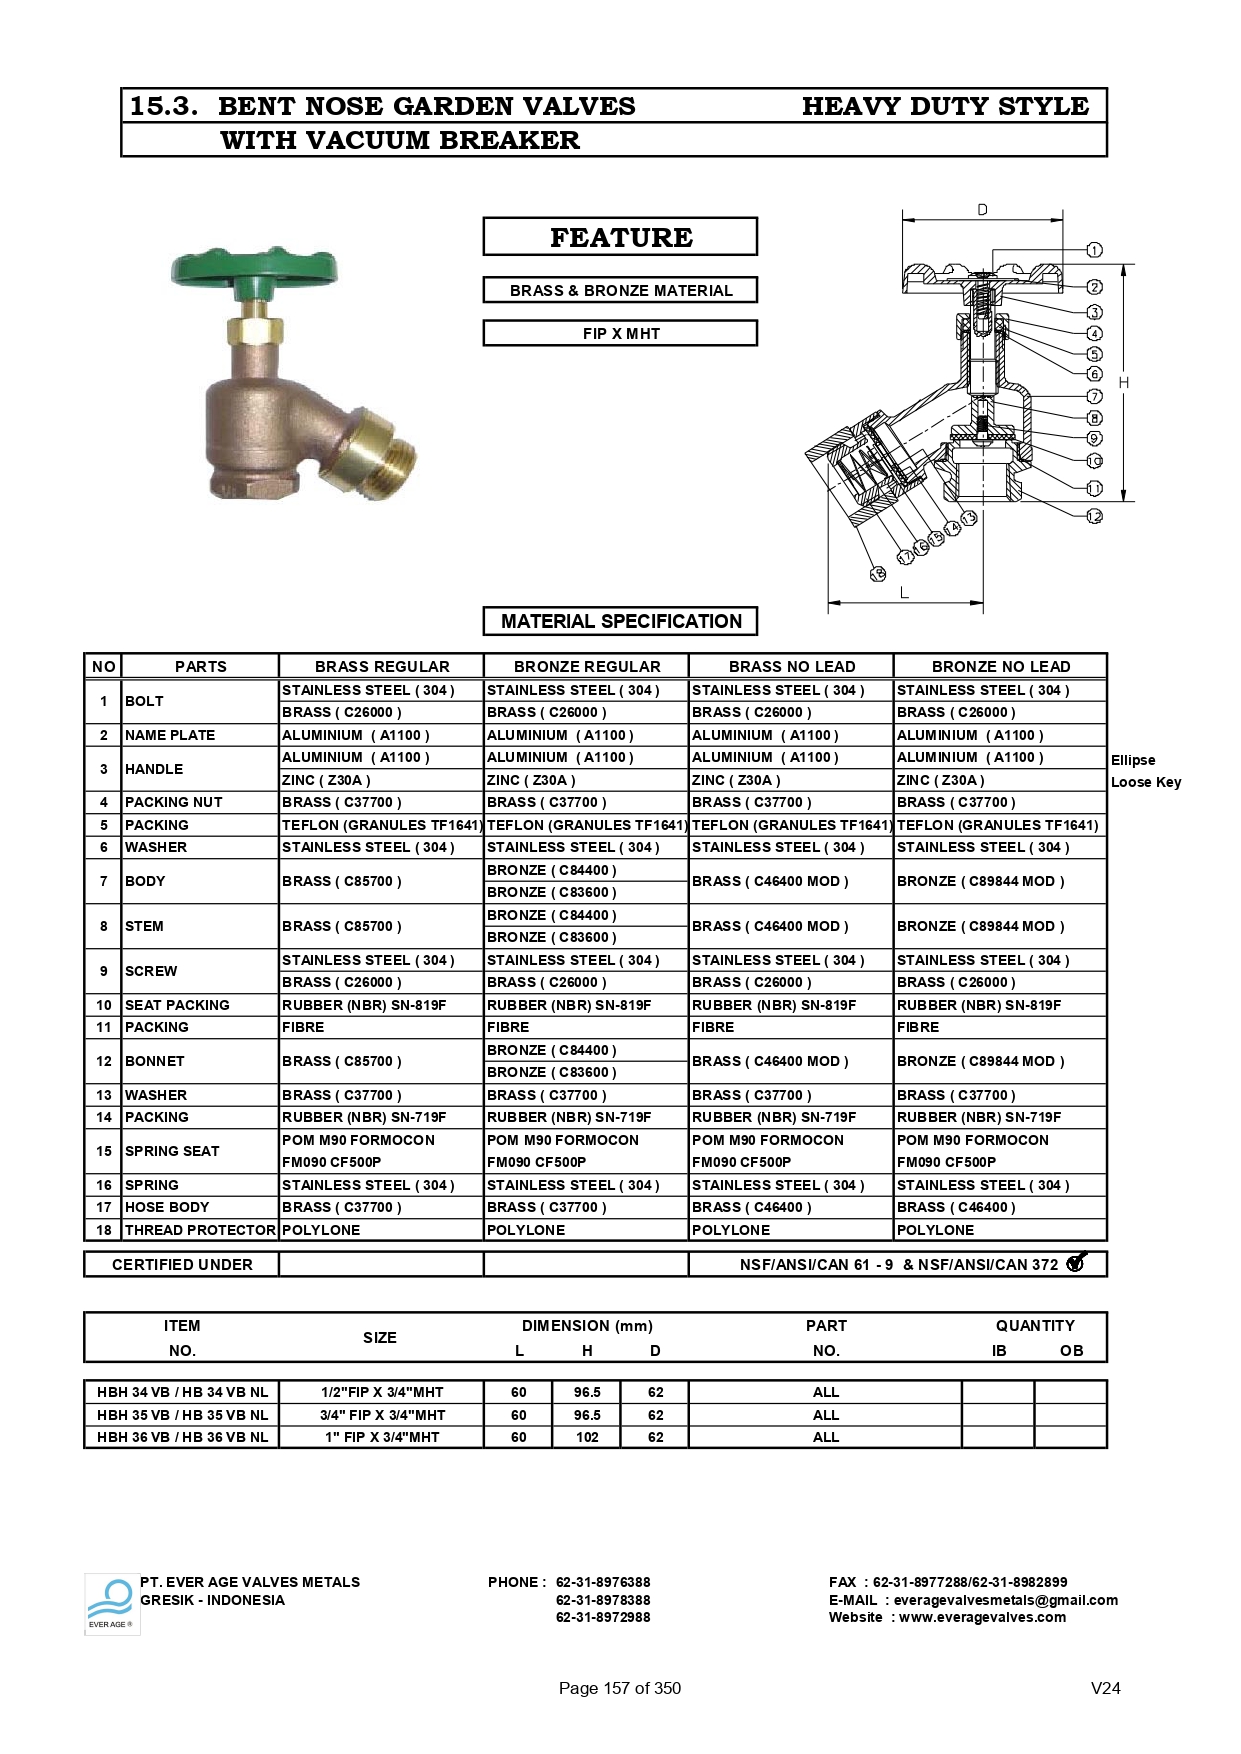 15.3. BENT NOSE GARDEN VALVES HEAVY DUTY STYLE
WITH VACUUM BREAKER
FEATURE
BRASS & BRONZE MATERIAL
FIP X MHT
D
1
2
3
4
5
6
H
7
8
9
10
11
12
13
14
15
16
17
18
L
MATERIAL SPECIFICATION
NO PARTS BRASS REGULAR BRONZE REGULAR BRASS NO LEAD BRONZE NO LEAD
1 BOLT STAINLESS STEEL ( 304 ) STAINLESS STEEL ( 304 ) STAINLESS STEEL ( 304 ) STAINLESS STEEL ( 304 )
BRASS ( C26000 ) BRASS ( C26000 ) BRASS ( C26000 ) BRASS ( C26000 )
2 NAME PLATE ALUMINIUM ( A1100 ) ALUMINIUM ( A1100 ) ALUMINIUM ( A1100 ) ALUMINIUM ( A1100 )
3 HANDLE ALUMINIUM ( A1100 ) ALUMINIUM ( A1100 ) ALUMINIUM ( A1100 ) ALUMINIUM ( A1100 ) Ellipse
ZINC ( Z30A ) ZINC ( Z30A ) ZINC ( Z30A ) ZINC ( Z30A ) Loose Key
4 PACKING NUT BRASS ( C37700 ) BRASS ( C37700 ) BRASS ( C37700 ) BRASS ( C37700 )
5 PACKING TEFLON (GRANULES TF1641) TEFLON (GRANULES TF1641) TEFLON (GRANULES TF1641) TEFLON (GRANULES TF1641)
6 WASHER STAINLESS STEEL ( 304 ) STAINLESS STEEL ( 304 ) STAINLESS STEEL ( 304 ) STAINLESS STEEL ( 304 )
7 BODY BRASS ( C85700 ) BRONZE ( C84400 ) BRASS ( C46400 MOD ) BRONZE ( C89844 MOD )
BRONZE ( C83600 )
8 STEM BRASS ( C85700 ) BRONZE ( C84400 ) BRASS ( C46400 MOD ) BRONZE ( C89844 MOD )
BRONZE ( C83600 )
9 SCREW STAINLESS STEEL ( 304 ) STAINLESS STEEL ( 304 ) STAINLESS STEEL ( 304 ) STAINLESS STEEL ( 304 )
BRASS ( C26000 ) BRASS ( C26000 ) BRASS ( C26000 ) BRASS ( C26000 )
10 SEAT PACKING RUBBER (NBR) SN-819F RUBBER (NBR) SN-819F RUBBER (NBR) SN-819F RUBBER (NBR) SN-819F
11 PACKING FIBRE FIBRE FIBRE FIBRE
12 BONNET BRASS ( C85700 ) BRONZE ( C84400 ) BRASS ( C46400 MOD ) BRONZE ( C89844 MOD )
BRONZE ( C83600 )
13 WASHER BRASS ( C37700 ) BRASS ( C37700 ) BRASS ( C37700 ) BRASS ( C37700 )
14 PACKING RUBBER (NBR) SN-719F RUBBER (NBR) SN-719F RUBBER (NBR) SN-719F RUBBER (NBR) SN-719F
15 SPRING SEAT POM M90 FORMOCON POM M90 FORMOCON POM M90 FORMOCON POM M90 FORMOCON
FM090 CF500P FM090 CF500P FM090 CF500P FM090 CF500P
16 SPRING STAINLESS STEEL ( 304 ) STAINLESS STEEL ( 304 ) STAINLESS STEEL ( 304 ) STAINLESS STEEL ( 304 )
17 HOSE BODY BRASS ( C37700 ) BRASS ( C37700 ) BRASS ( C46400 ) BRASS ( C46400 )
18 THREAD PROTECTOR POLYLONE POLYLONE POLYLONE POLYLONE
CERTIFIED UNDER NSF/ANSI/CAN 61 - 9 & NSF/ANSI/CAN 372
ITEM SIZE DIMENSION (mm) PART QUANTITY
NO. L H D NO. IB OB
HBH 34 VB / HB 34 VB NL 1/2"FIP X 3/4"MHT 60 96.5 62 ALL
HBH 35 VB / HB 35 VB NL 3/4" FIP X 3/4"MHT 60 96.5 62 ALL
HBH 36 VB / HB 36 VB NL 1" FIP X 3/4"MHT 60 102 62 ALL
EVER AGE ®
PT. EVER AGE VALVES METALS PHONE : 62-31-8976388 FAX : 62-31-8977288/62-31-8982899
GRESIK - INDONESIA 62-31-8978388 E-MAIL : everagevalvesmetals@gmail.com
62-31-8972988 Website : www.everagevalves.com
Page 157 of 350 V24